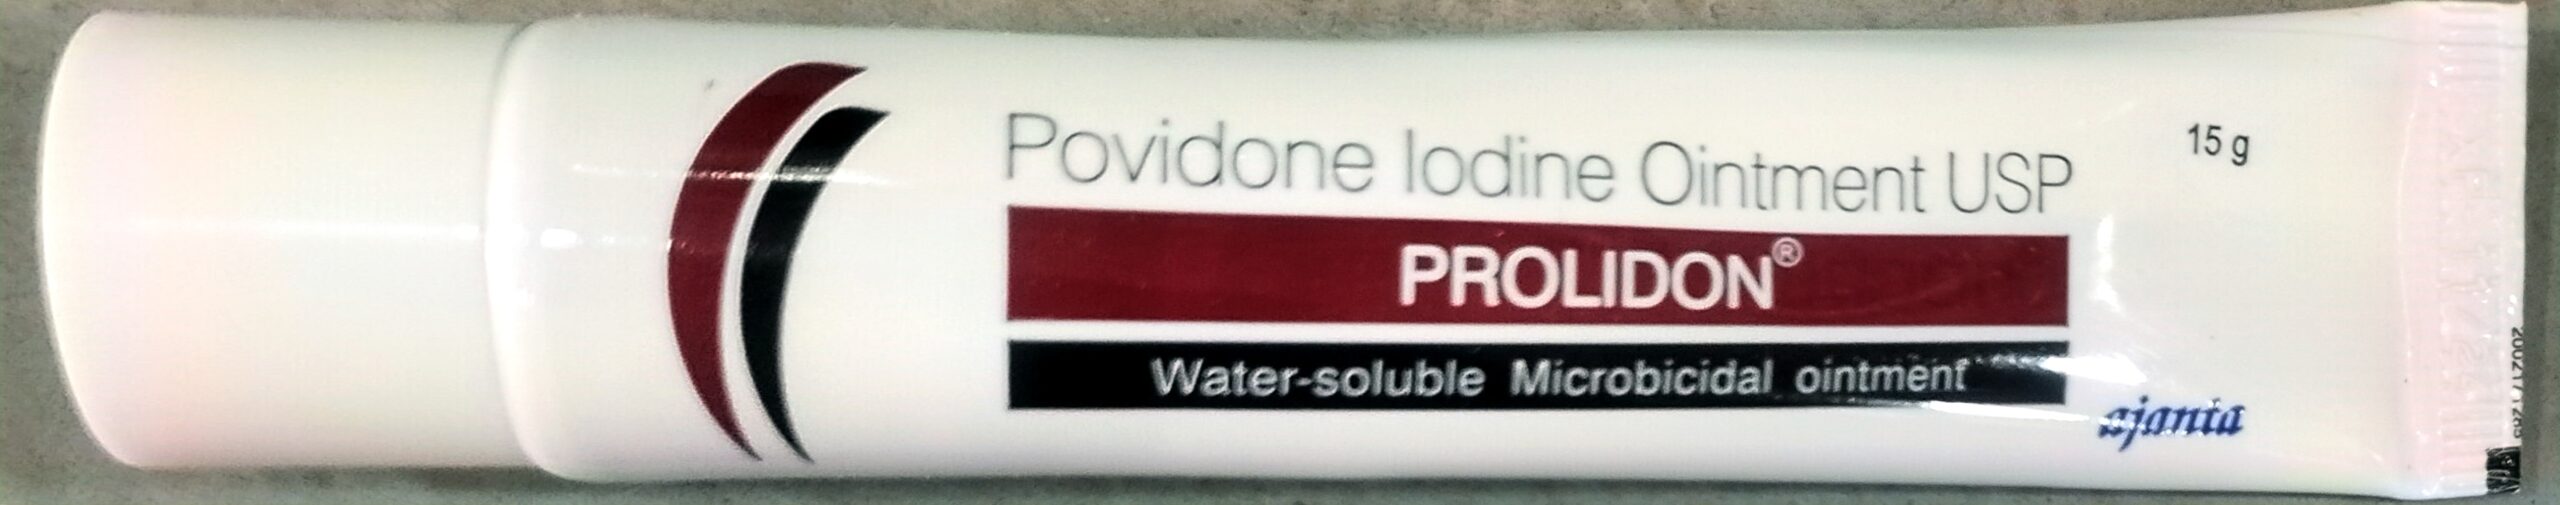 Povidone Iodine Ointment USP
15 g
PROLIDON®
Water-soluble Microbicidal ointment
ajanta